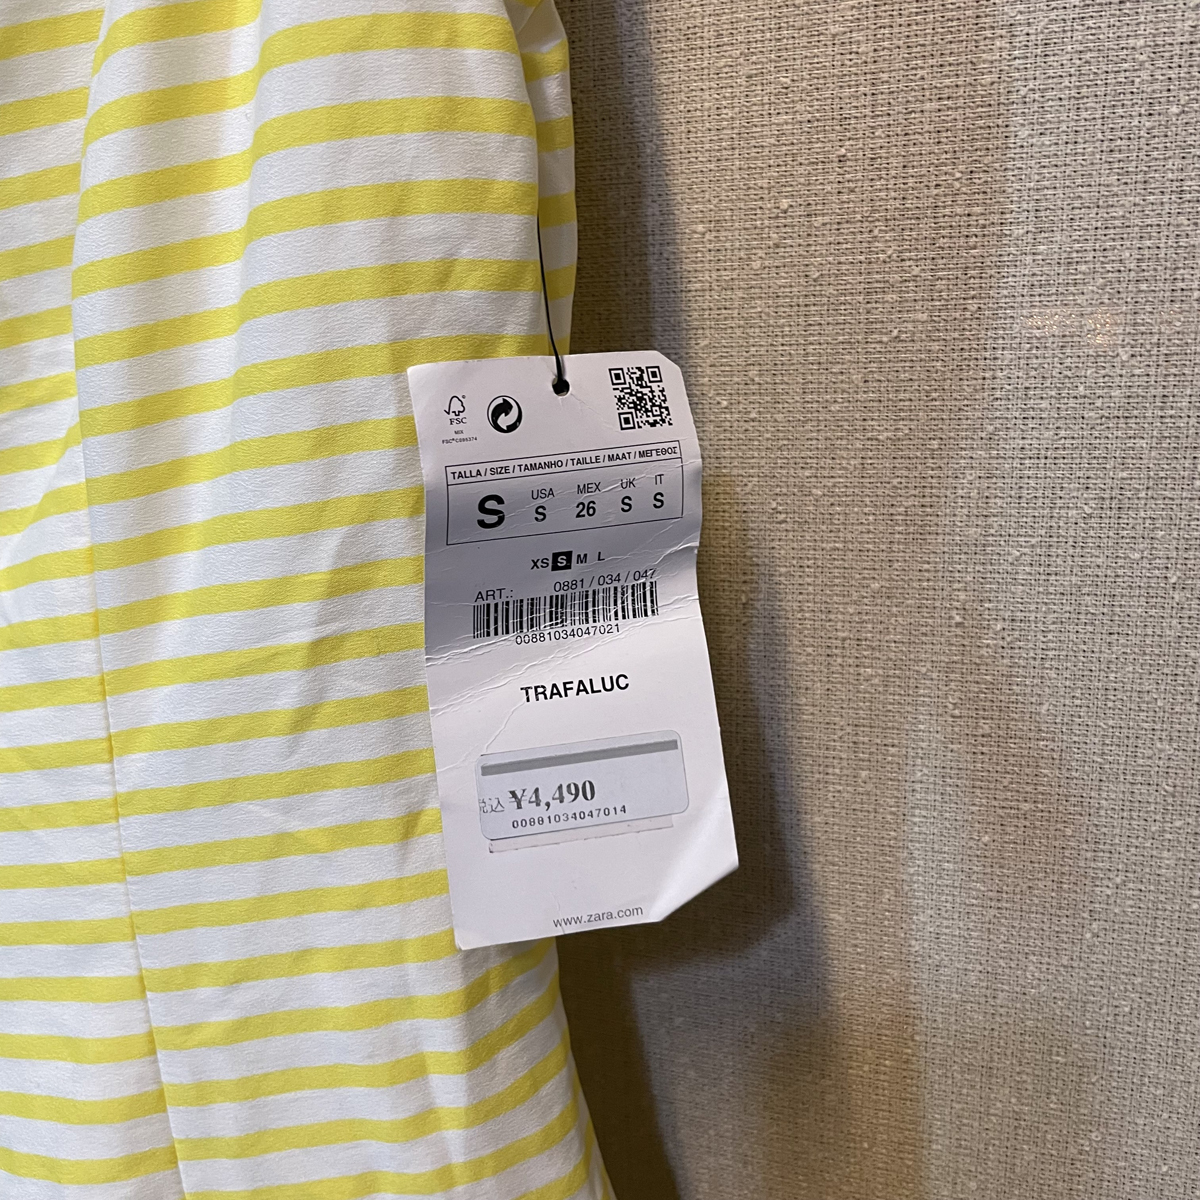 FSC®
MIX
FSC® C295374
TALLA / SIZE / TAMANHO / TAILLE / MAAT / ΜΕΓΕΘΟΣ
S USA MEX UK IT
S 26 S S
XS S M L
ART.: 0881 / 034 / 047
00881034047021
TRAFALUC
税込 ¥4,490
00881034047014
www.zara.com